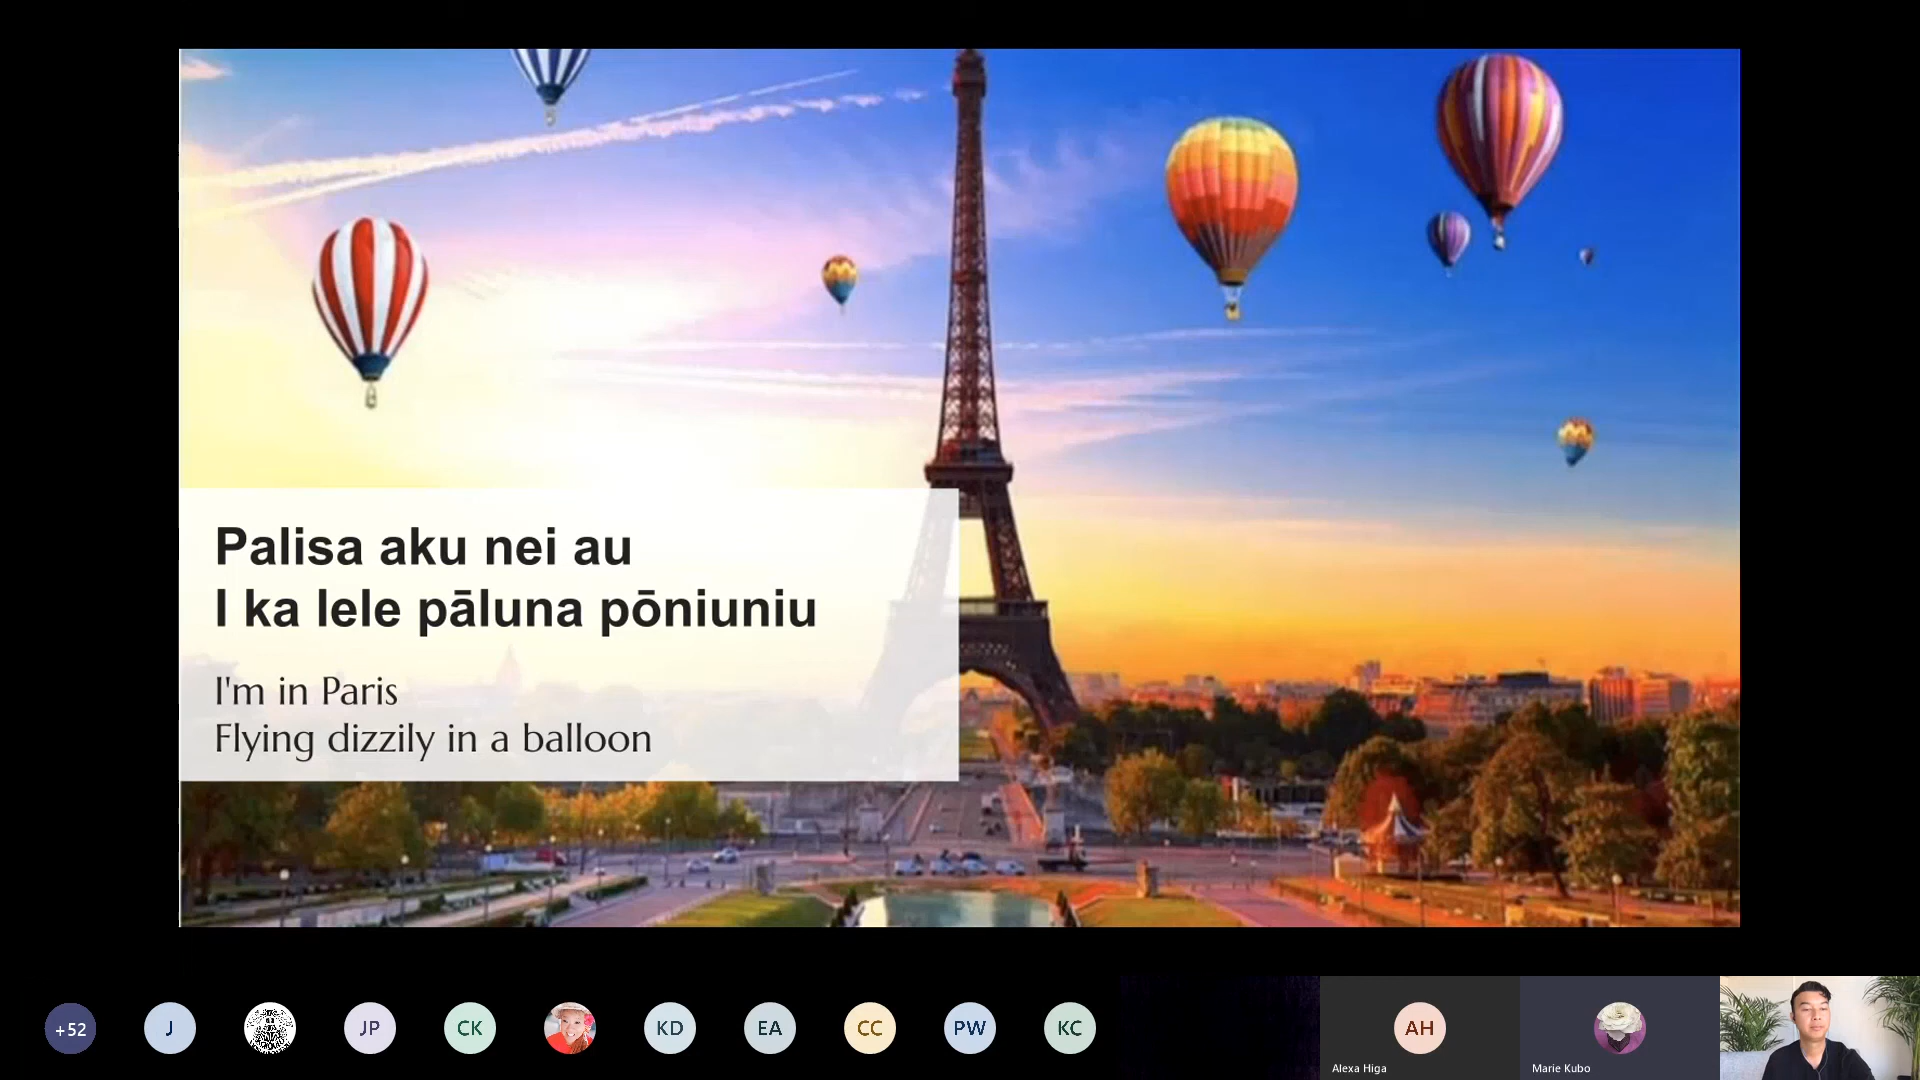 Palisa aku nei au
I ka lele pāluna pōniuniu
I'm in Paris
Flying dizzily in a balloon
+52
J
JP
CK
KD
EA
CC
PW
KC
AH
Alexa Higa
Marie Kubo